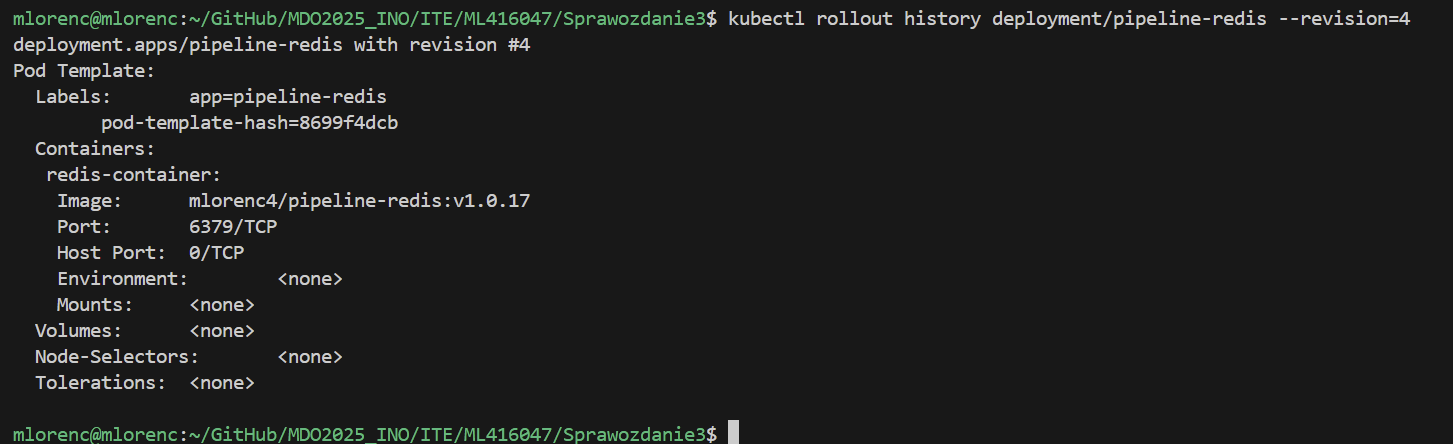 mlorenc@mlorenc:~/GitHub/MDO2025_INO/ITE/ML416047/Sprawozdanie3$ kubectl rollout history deployment/pipeline-redis --revision=4
deployment.apps/pipeline-redis with revision #4
Pod Template:
  Labels:       app=pipeline-redis
        pod-template-hash=8699f4dcb
  Containers:
   redis-container:
    Image:      mlorenc4/pipeline-redis:v1.0.17
    Port:       6379/TCP
    Host Port:  0/TCP
    Environment:        <none>
    Mounts:     <none>
  Volumes:      <none>
  Node-Selectors:       <none>
  Tolerations:  <none>
mlorenc@mlorenc:~/GitHub/MDO2025_INO/ITE/ML416047/Sprawozdanie3$